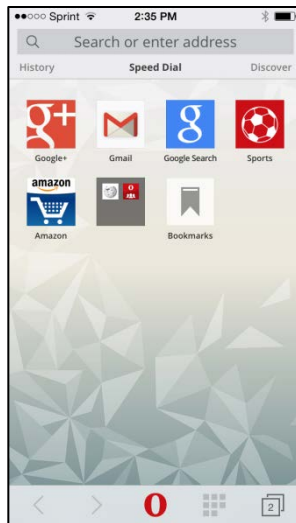 Sprint 2:35 PM
Search or enter address
History Speed Dial Discover
g+ M g
Google+ Gmail Google Search Sports
amazon
Amazon Bookmarks
O 2